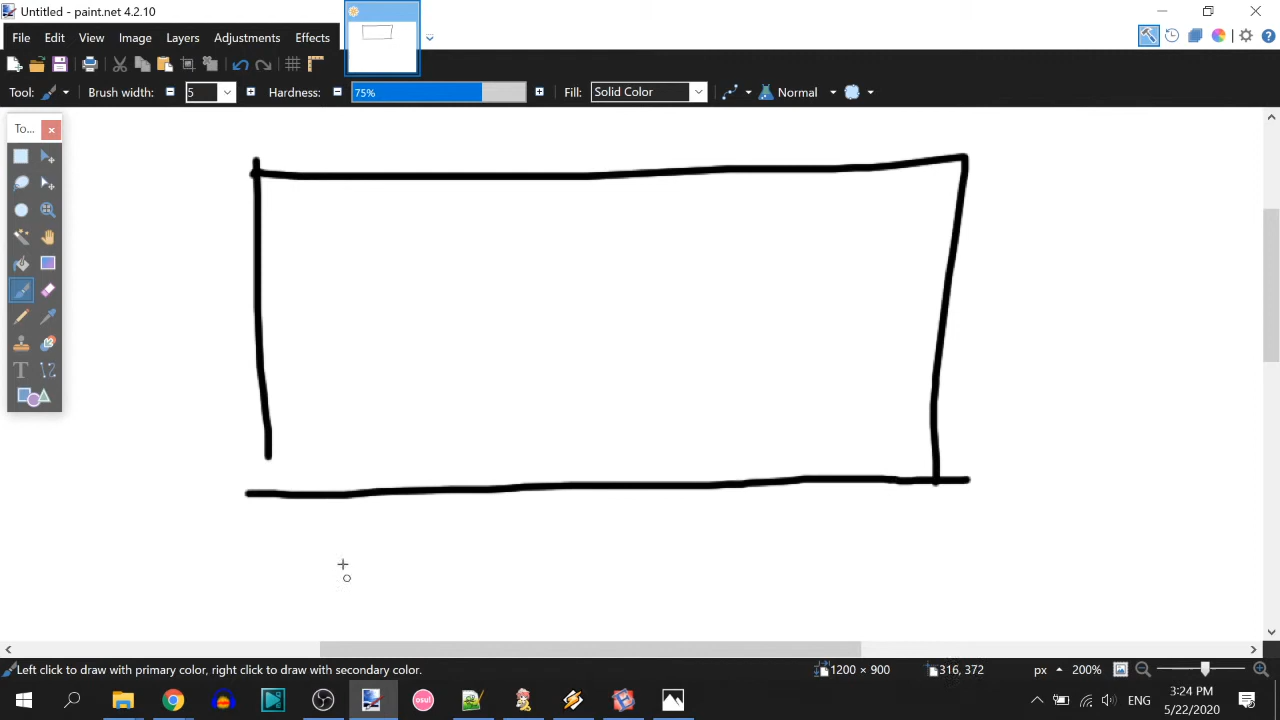 Untitled - paint.net 4.2.10
File Edit View Image Layers Adjustments Effects
Tool: Brush width: 5 Hardness: 75% Fill: Solid Color Normal
To...
Left click to draw with primary color, right click to draw with secondary color. 1200 × 900 316, 372 px 200%
osu!
ENG
3:24 PM
5/22/2020